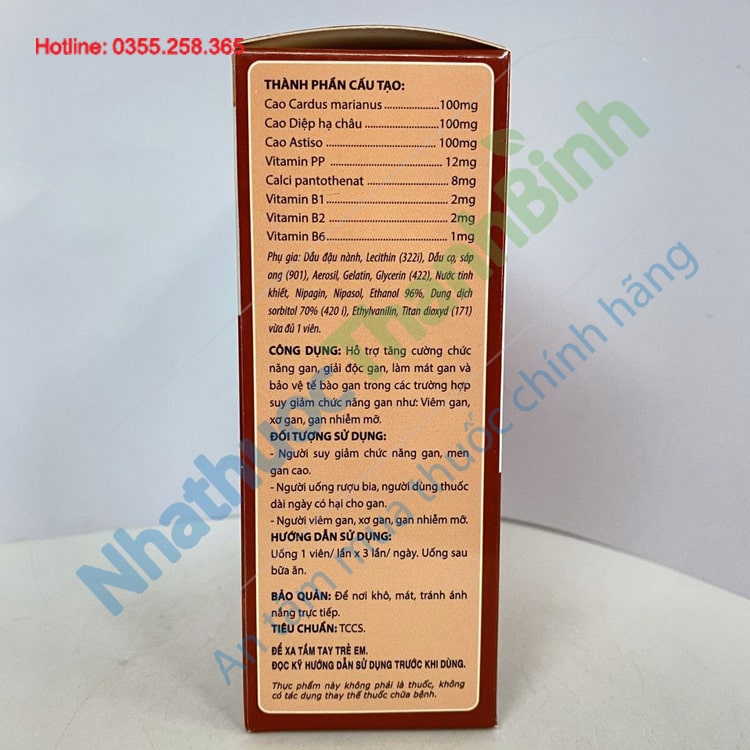 Hotline: 0355.258.365
THÀNH PHẦN CẤU TẠO:
Cao Cardus marianus ....................100mg
Cao Diệp hạ châu ..........................100mg
Cao Astiso ......................................100mg
Vitamin PP ......................................12mg
Calci pantothenat ............................8mg
Vitamin B1 ........................................2mg
Vitamin B2 ........................................2mg
Vitamin B6 ........................................1mg
Phụ gia: Dầu đậu nành, Lecithin (322i), Dầu cọ, sáp
ong (901), Aerosil, Gelatin, Glycerin (422), Nước tinh
khiết, Nipagin, Nipasol, Ethanol 96%, Dung dịch
sorbitol 70% (420 i), Ethylvanilin, Titan dioxyd (171)
vừa đủ 1 viên.
CÔNG DỤNG: Hỗ trợ tăng cường chức
năng gan, giải độc gan, làm mát gan và
bảo vệ tế bào gan trong các trường hợp
suy giảm chức năng gan như: Viêm gan,
xơ gan, gan nhiễm mỡ.
ĐỐI TƯỢNG SỬ DỤNG:
- Người suy giảm chức năng gan, men
gan cao.
- Người uống rượu bia, người dùng thuốc
dài ngày có hại cho gan.
- Người viêm gan, xơ gan, gan nhiễm mỡ.
HƯỚNG DẪN SỬ DỤNG:
Uống 1 viên/ lần x 3 lần/ ngày. Uống sau
bữa ăn.
BẢO QUẢN: Để nơi khô, mát, tránh ánh
nắng trực tiếp.
TIÊU CHUẨN: TCCS.
ĐỂ XA TẦM TAY TRẺ EM.
ĐỌC KỸ HƯỚNG DẪN SỬ DỤNG TRƯỚC KHI DÙNG.
Thực phẩm này không phải là thuốc, không
có tác dụng thay thế thuốc chữa bệnh.
NhathuocThanhBinh
An tâm mua thuốc chính hãng